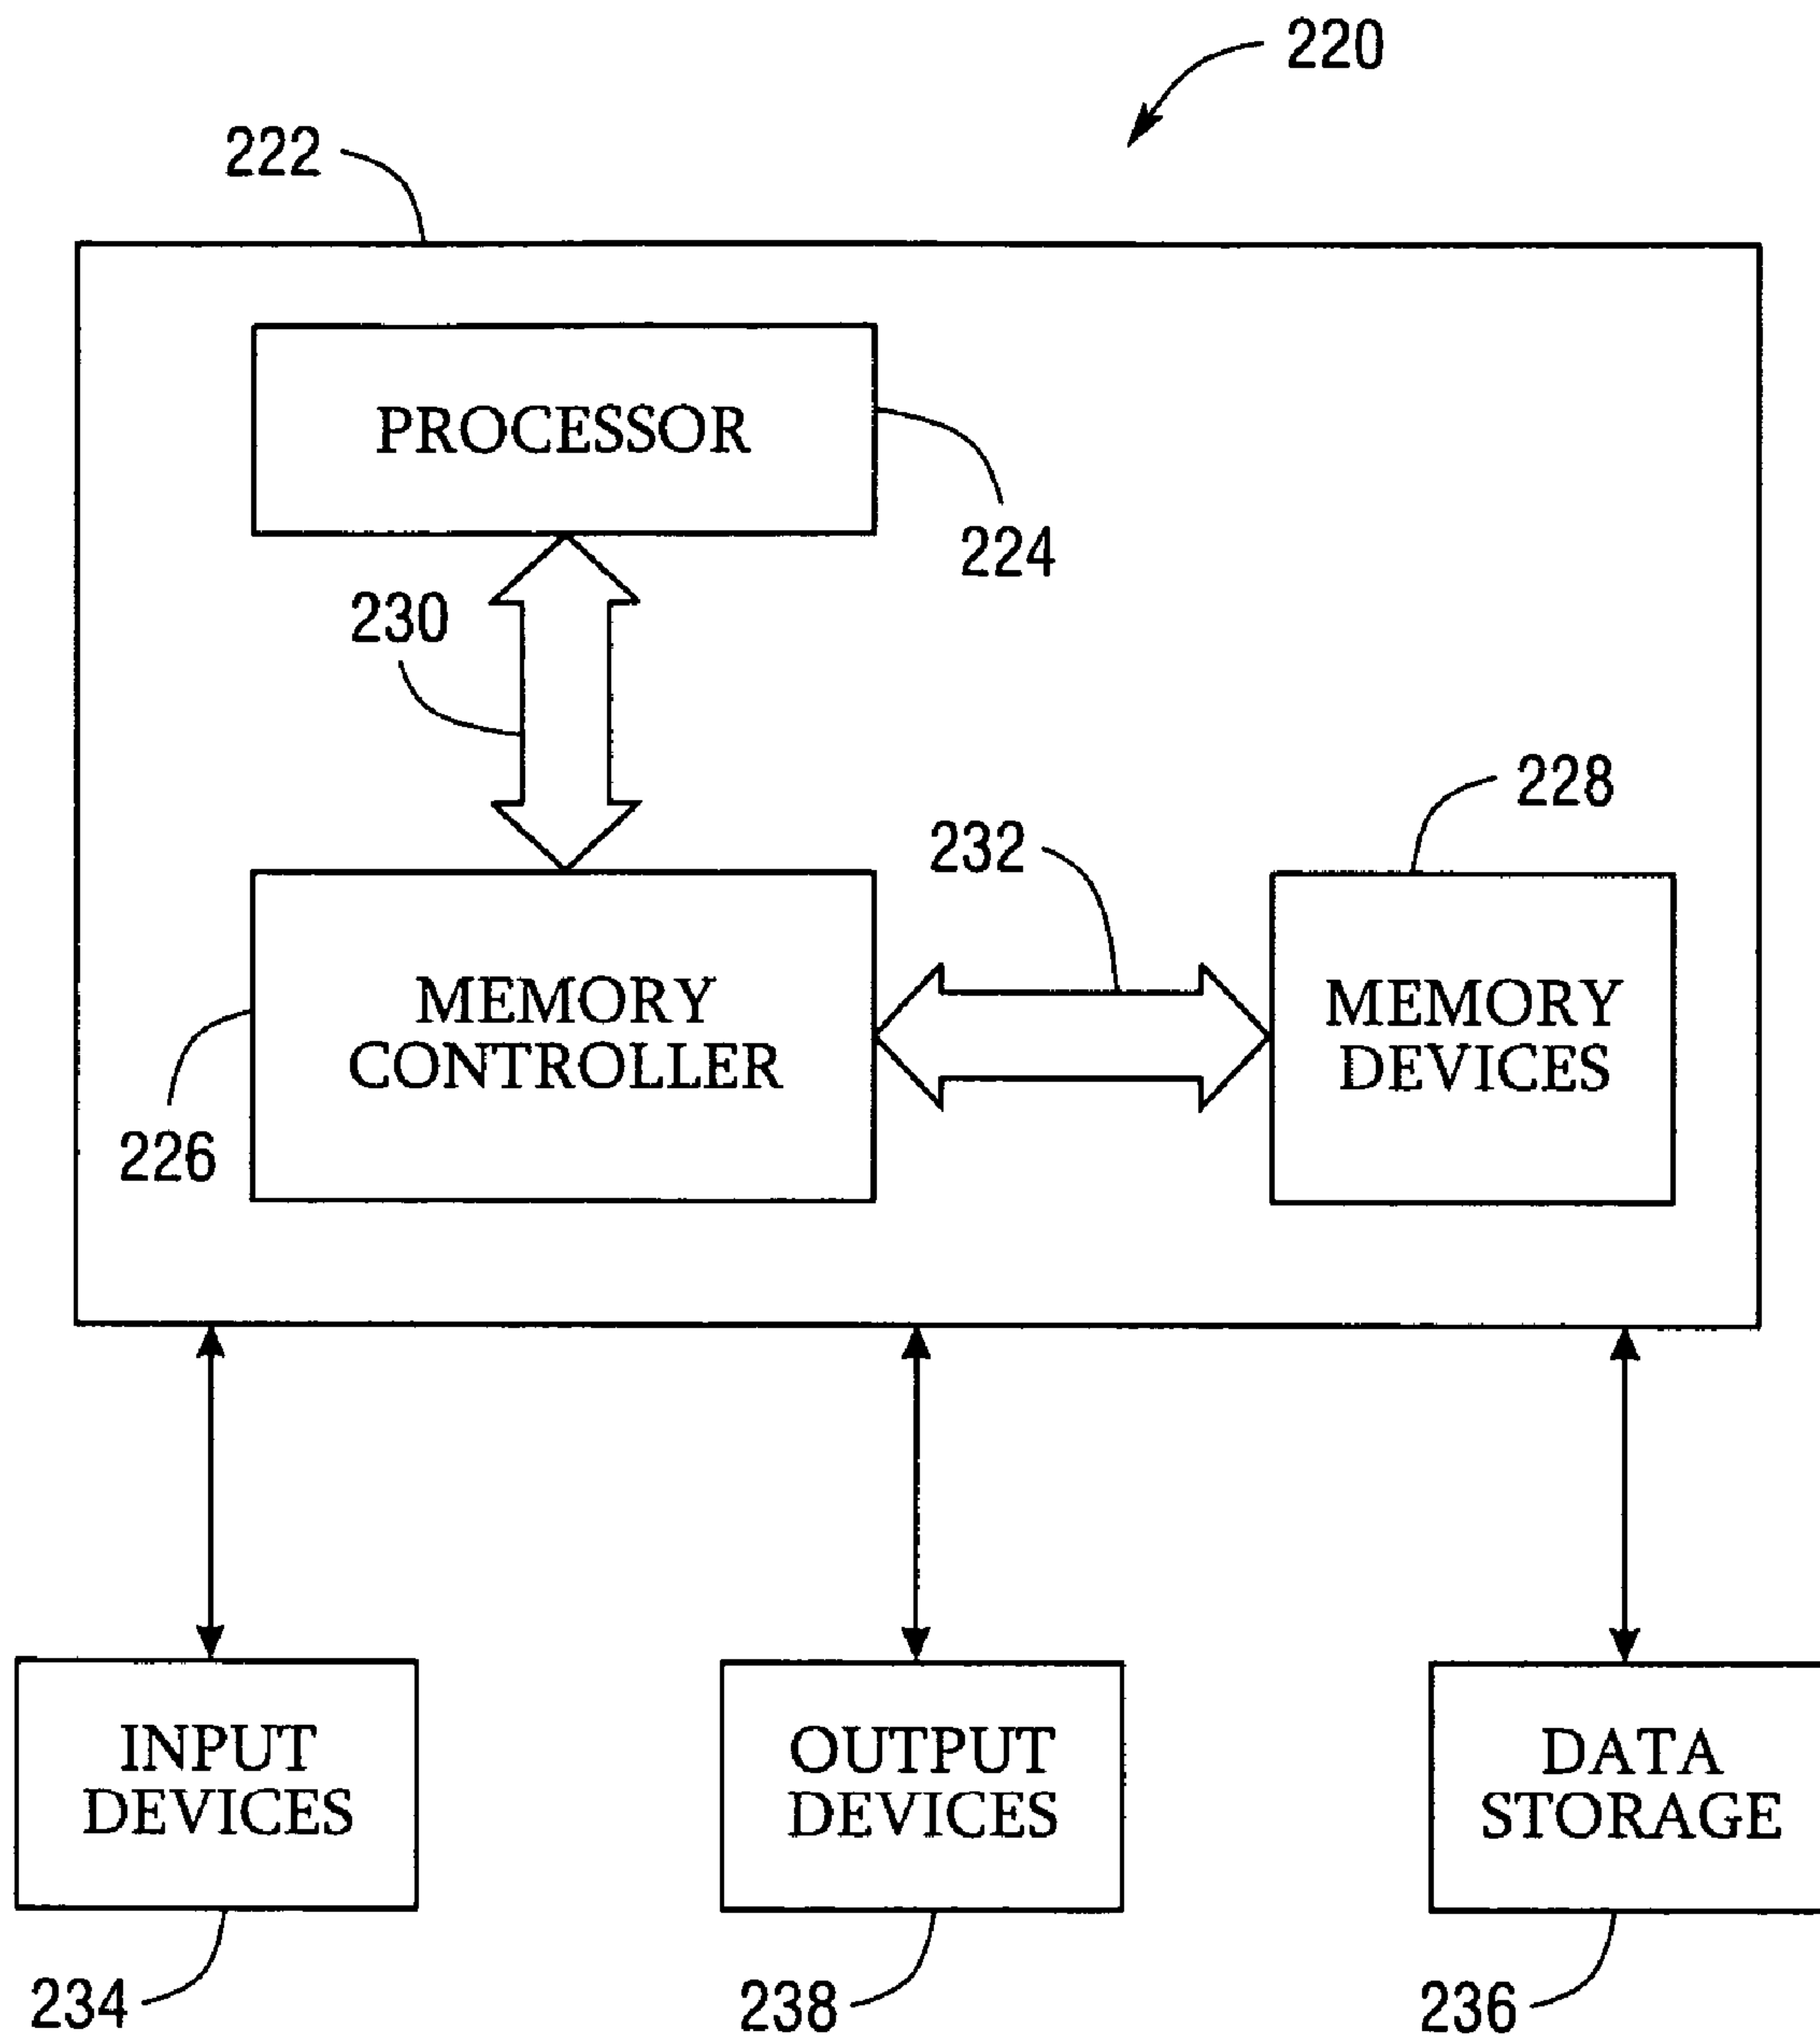 220
222
PROCESSOR
224
230
228
232
MEMORY
CONTROLLER
MEMORY
DEVICES
226
INPUT
DEVICES
OUTPUT
DEVICES
DATA
STORAGE
234
238
236